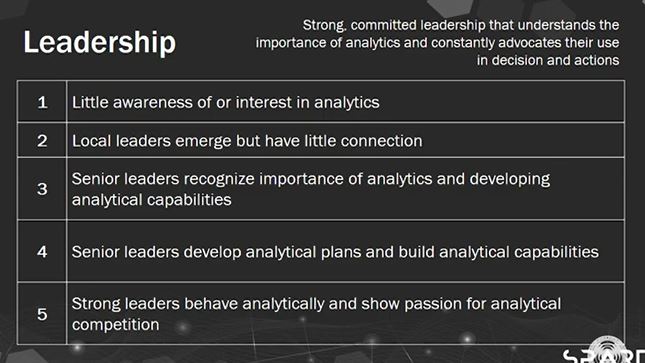 Leadership
Strong, committed leadership that understands the
importance of analytics and constantly advocates their use
in decision and actions
1 Little awareness of or interest in analytics
2 Local leaders emerge but have little connection
3 Senior leaders recognize importance of analytics and developing
analytical capabilities
4 Senior leaders develop analytical plans and build analytical capabilities
5 Strong leaders behave analytically and show passion for analytical
competition